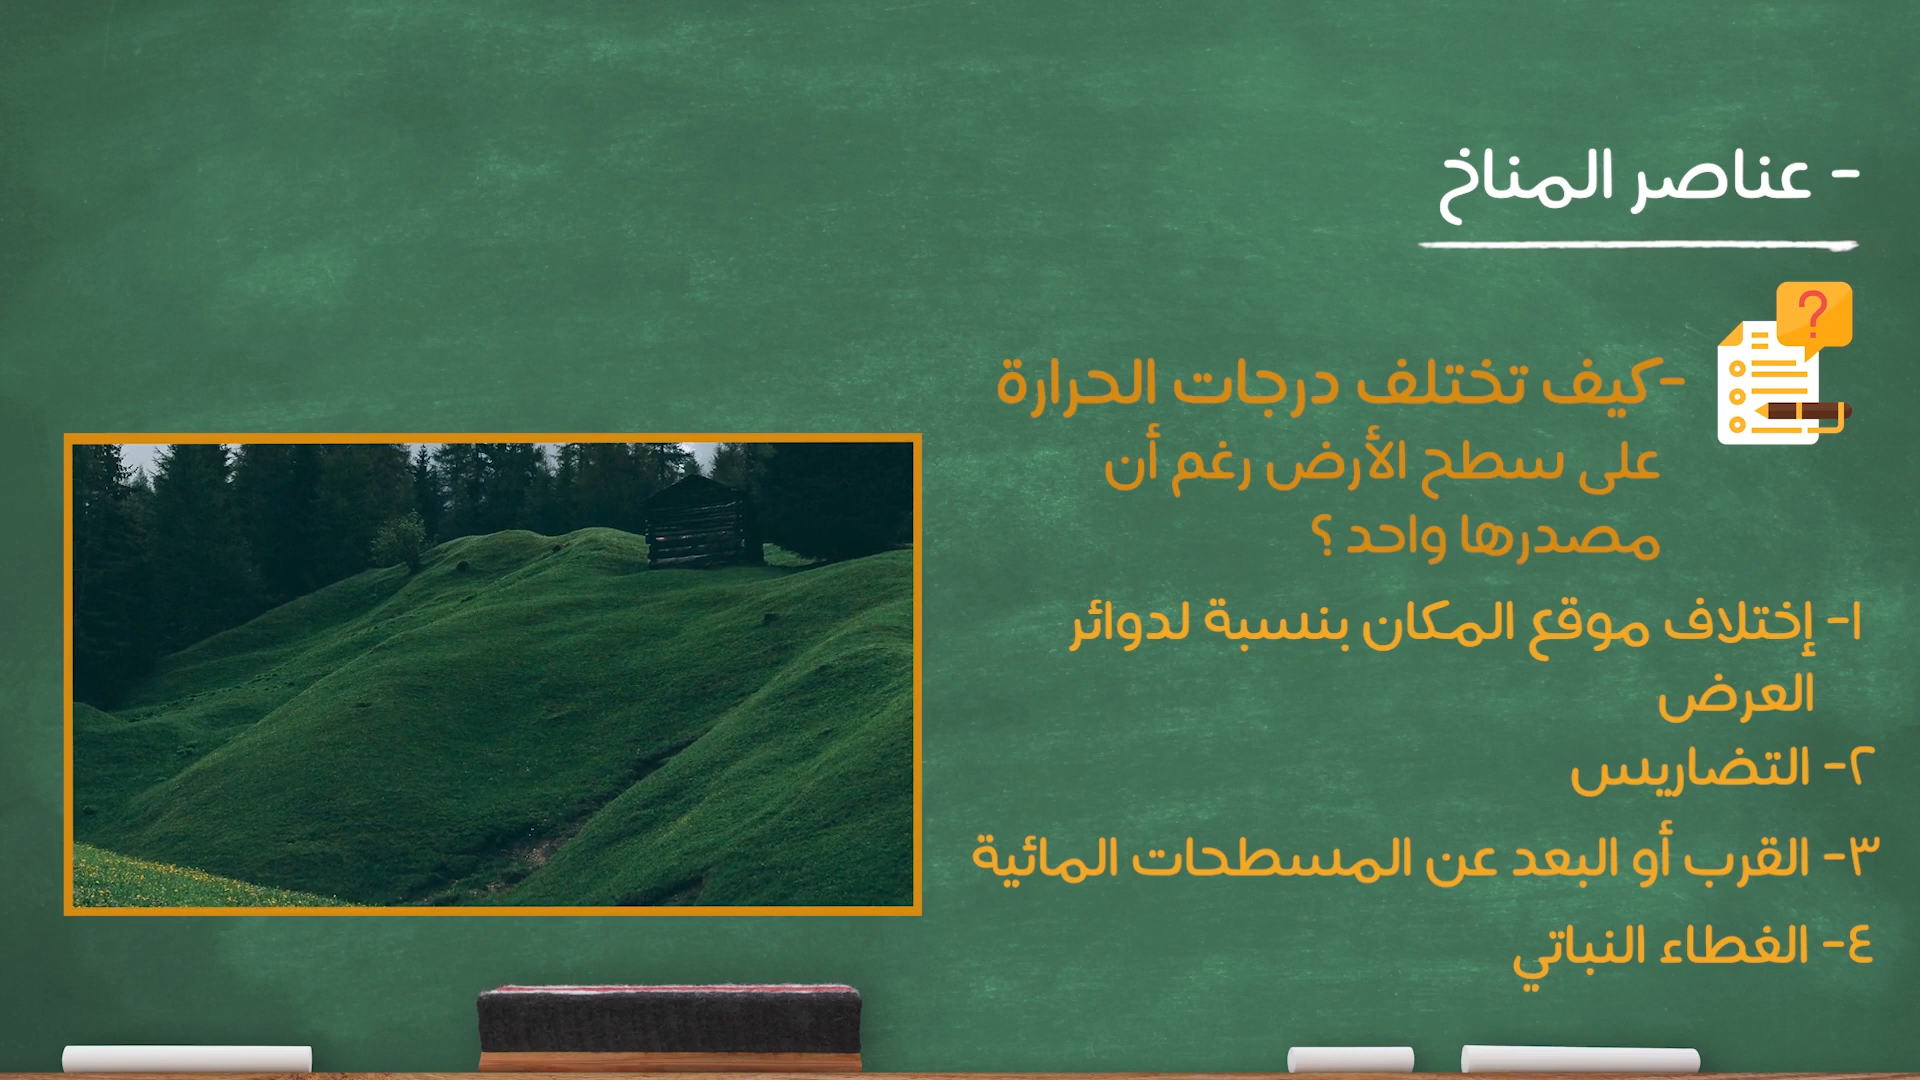 - عناصر المناخ
?
-كيف تختلف درجات الحرارة
على سطح الأرض رغم أن
مصدرها واحد ؟
١- إختلاف موقع المكان بنسبة لدوائر
العرض
٢- التضاريس
٣- القرب أو البعد عن المسطحات المائية
٤- الغطاء النباتي